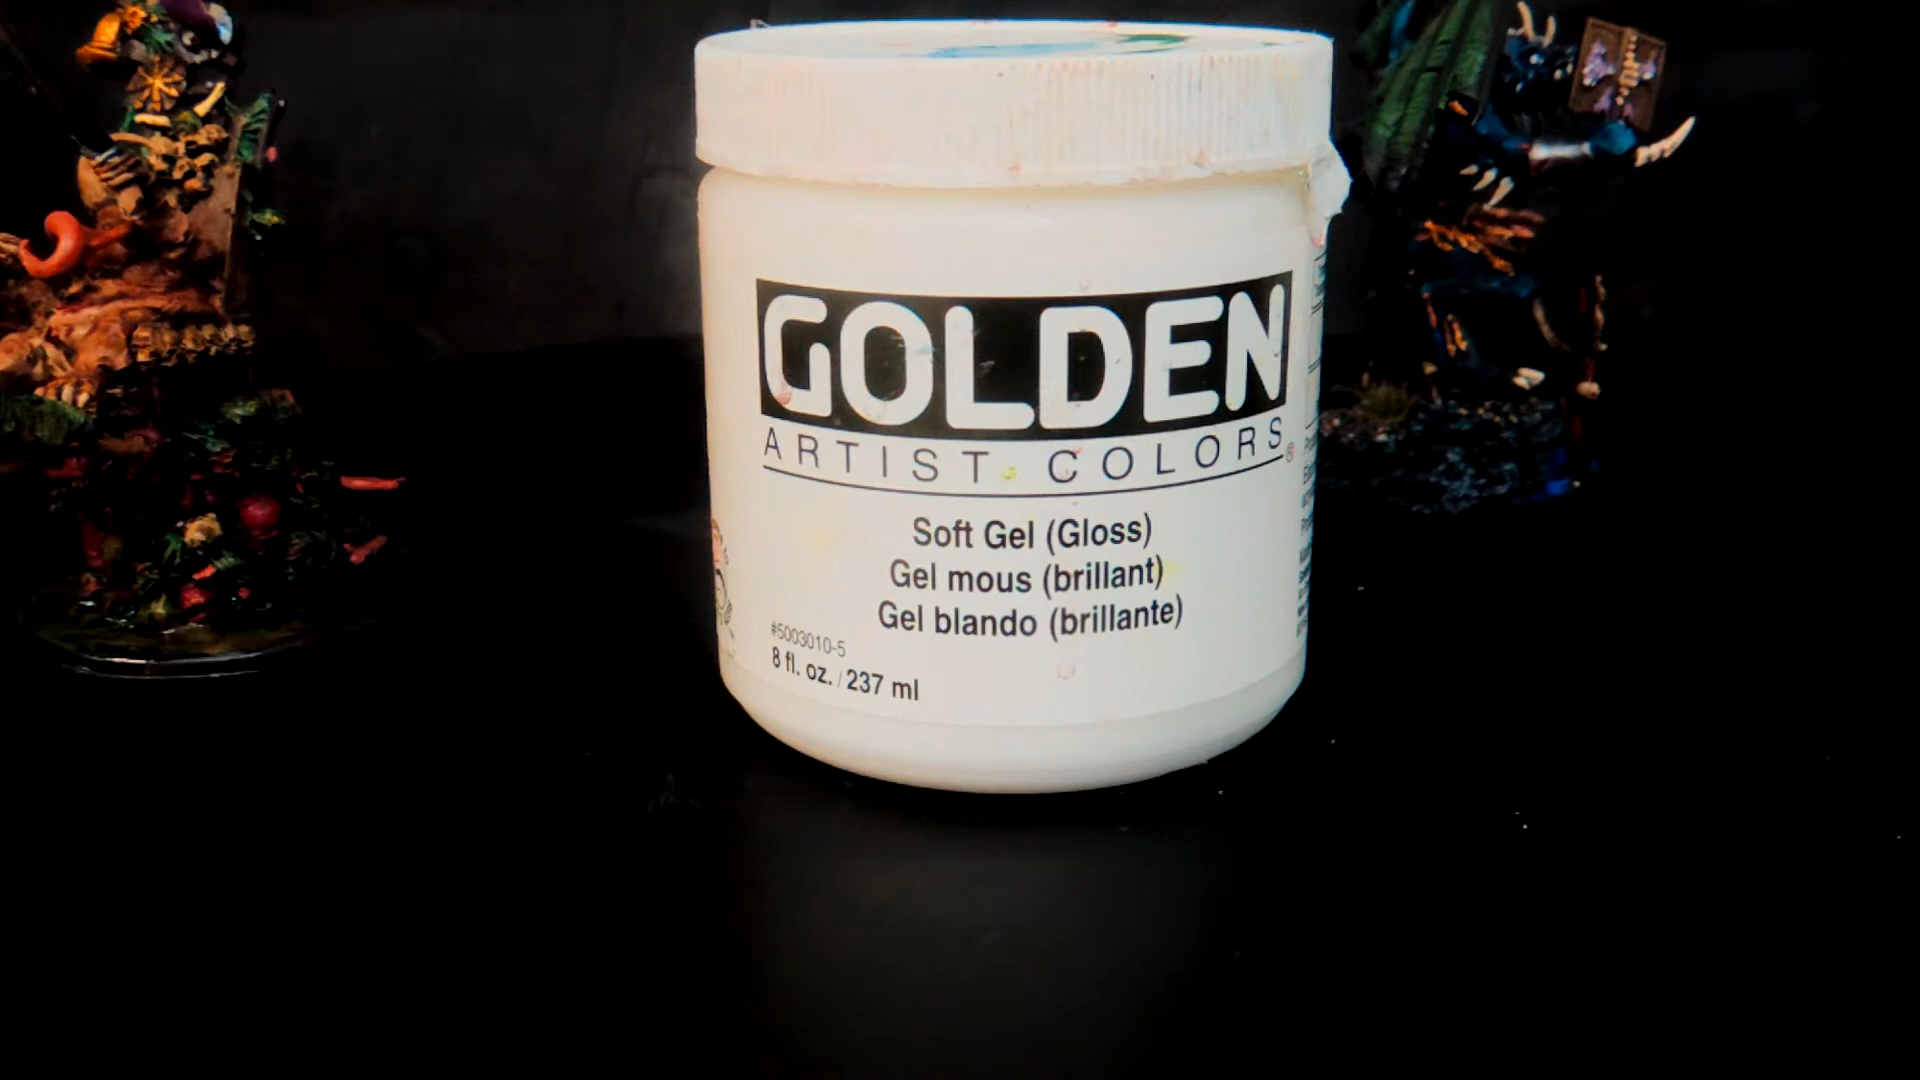 GOLDEN
ARTIST COLORS®
Soft Gel (Gloss)
Gel mous (brillant)
Gel blando (brillante)
#5003010-5
8 fl. oz. / 237 ml